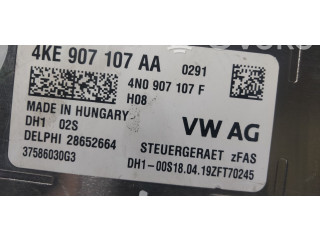 4KE 907 107 AA 0291
4N0 907 107 F
H08
MADE IN HUNGARY
DH1 02S
VW AG
DELPHI 28652664
STEUERGERAET zFAS
37586030G3
DH1-00S18.04.19ZFT70245